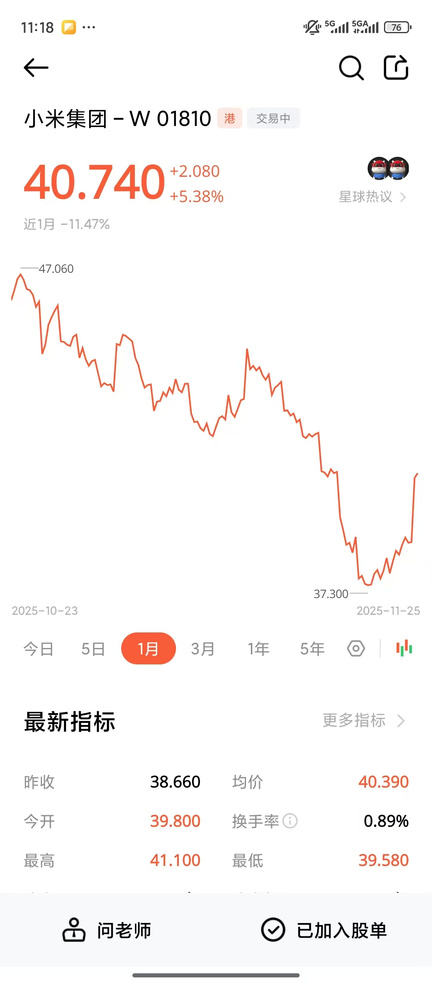 11:18 5G 5GA 76
小米集团－W 01810 港 交易中
40.740 +2.080
+5.38%
星球热议
近1月 −11.47%
47.060
37.300
2025−10−23 2025−11−25
今日 5日 1月 3月 1年 5年
最新指标 更多指标
昨收 38.660 均价 40.390
今开 39.800 换手率 0.89%
最高 41.100 最低 39.580
问老师 已加入股单